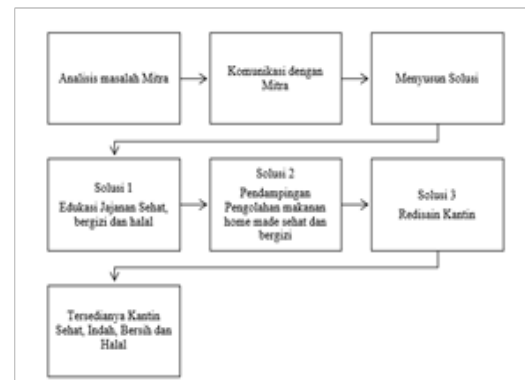 Analisis masalah Mitra
Komunikasi dengan
Mitra
Menyusun Solusi
Solusi 1
Edukasi Jajanan Sehat,
bergizi dan halal
Solusi 2
Pendampingan
Pengolahan makanan
home made sehat dan
bergizi
Solusi 3
Redisain Kantin
Tersedianya Kantin
Sehat, Indah, Bersih dan
Halal